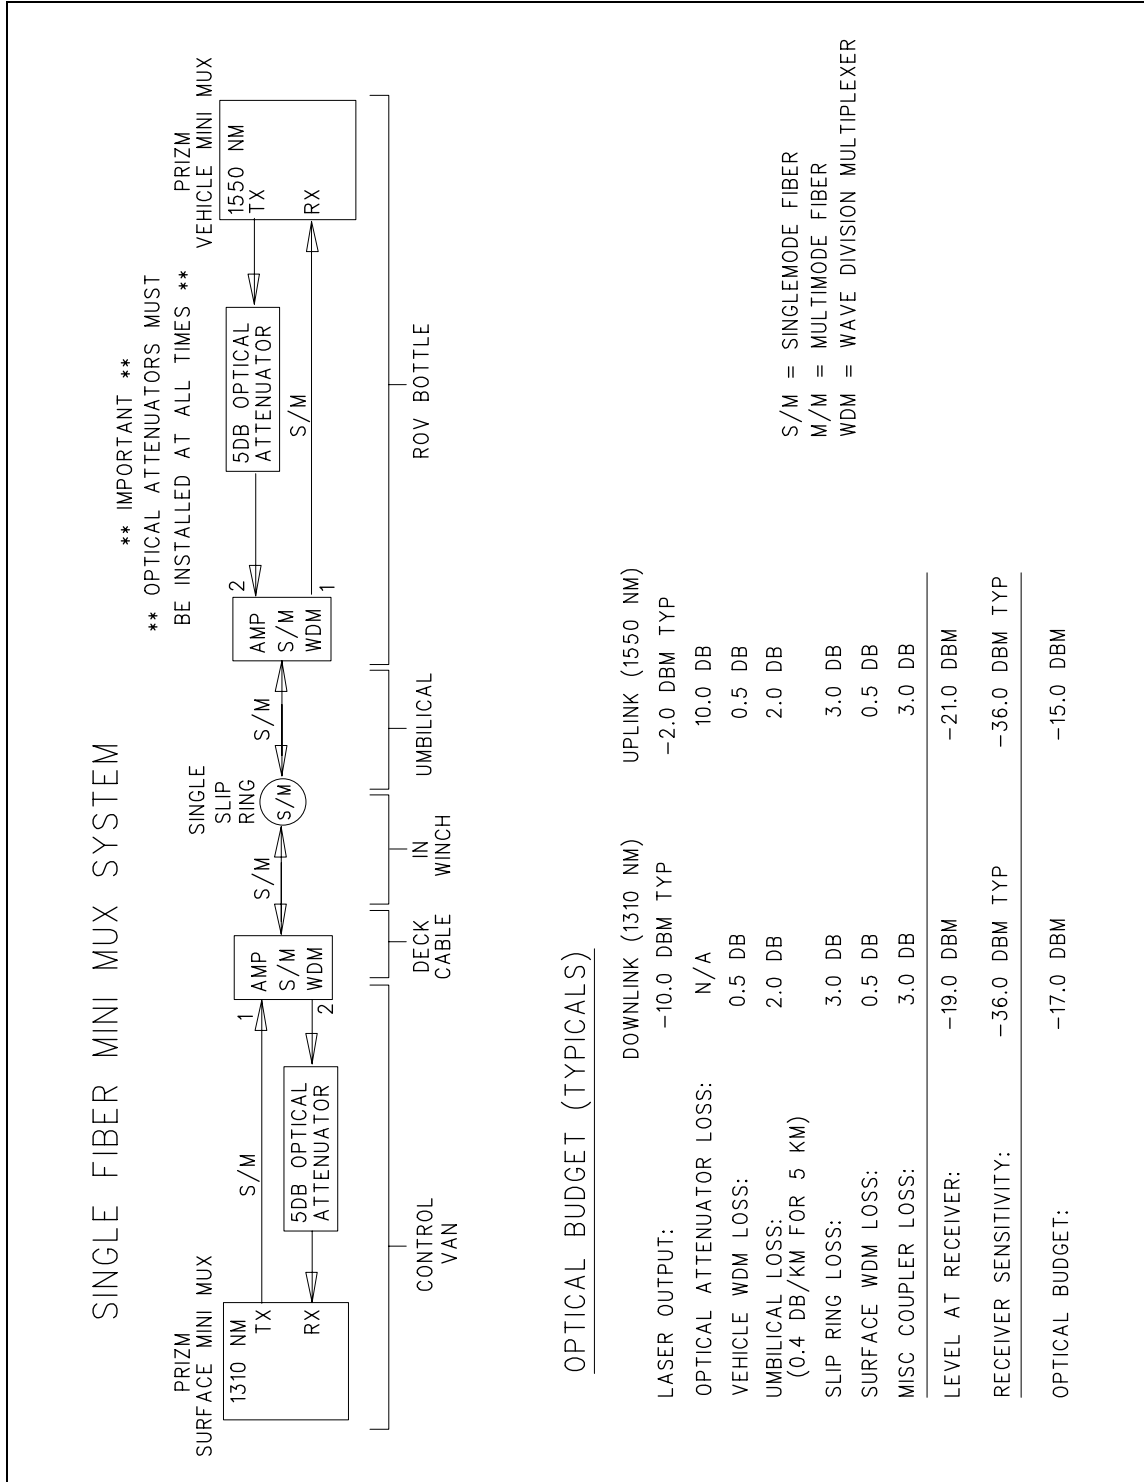 SINGLE FIBER MINI MUX SYSTEM
** IMPORTANT **
** OPTICAL ATTENUATORS MUST
BE INSTALLED AT ALL TIMES **
PRIZM
SURFACE MINI MUX
1310 NM
TX
RX
S/M
5DB OPTICAL
ATTENUATOR
1
2
AMP
S/M
WDM
S/M
SINGLE
SLIP
RING
S/M
S/M
AMP
S/M
WDM
2
1
5DB OPTICAL
ATTENUATOR
S/M
PRIZM
VEHICLE MINI MUX
1550 NM
TX
RX
CONTROL
VAN
DECK
CABLE
IN
WINCH
UMBILICAL
ROV BOTTLE
OPTICAL BUDGET (TYPICALS)
DOWNLINK (1310 NM) UPLINK (1550 NM)
LASER OUTPUT: -10.0 DBM TYP -2.0 DBM TYP
OPTICAL ATTENUATOR LOSS: N/A 10.0 DB
VEHICLE WDM LOSS: 0.5 DB 0.5 DB
UMBILICAL LOSS: 2.0 DB 2.0 DB
(0.4 DB/KM FOR 5 KM)
SLIP RING LOSS: 3.0 DB 3.0 DB
SURFACE WDM LOSS: 0.5 DB 0.5 DB
MISC COUPLER LOSS: 3.0 DB 3.0 DB
LEVEL AT RECEIVER: -19.0 DBM -21.0 DBM
RECEIVER SENSITIVITY: -36.0 DBM TYP -36.0 DBM TYP
OPTICAL BUDGET: -17.0 DBM -15.0 DBM
S/M = SINGLEMODE FIBER
M/M = MULTIMODE FIBER
WDM = WAVE DIVISION MULTIPLEXER